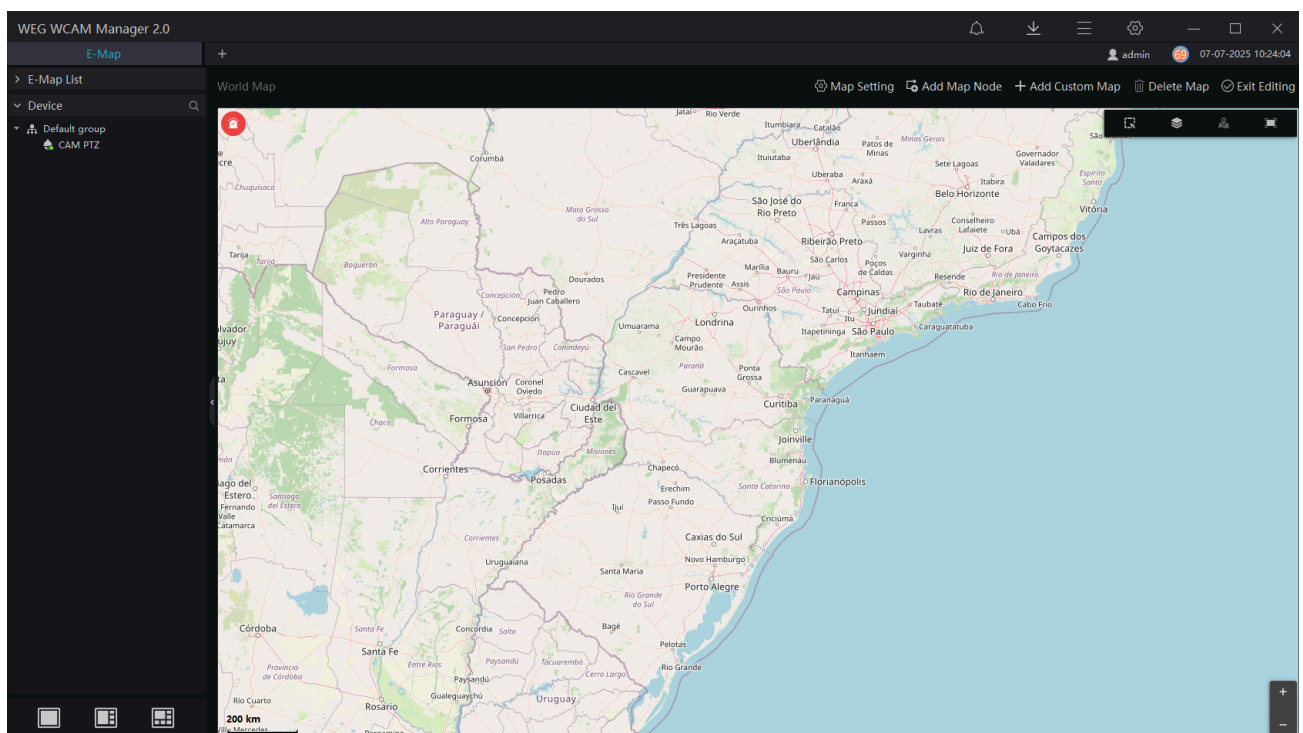 WEG WCAM Manager 2.0
E-Map
+
admin
69
07-07-2025 10:24:04
E-Map List
World Map
Map Setting
Add Map Node
Add Custom Map
Delete Map
Exit Editing
Device
Default group
CAM PTZ
Jataí
Rio Verde
Itumbiara
Catalão
Uberlândia
Patos de
Minas
Minas Gerais
São
Ituiutaba
Sete Lagoas
Governador
Valadares
Corumbá
Uberaba
Araxá
Itabira
Espírito
Santo
Belo Horizonte
Chuquisaca
São José do
Rio Preto
Franca
Vitória
Mato Grosso
do Sul
Alto Paraguay
Três Lagoas
Passos
Conselheiro
Lafaiete
Lavras
Ubá
Campos dos
Goytacazes
Araçatuba
Ribeirão Preto
Juiz de Fora
Tarija
Tarija
Boquerón
São Carlos
Poços
de Caldas
Varginha
Marília
Bauru
Jaú
Dourados
Presidente
Prudente
Assis
Resende
Rio de Janeiro
Concepción
Pedro
Juan Caballero
São Paulo
Campinas
Rio de Janeiro
Ourinhos
Tatuí
Jundiaí
Taubaté
Cabo Frio
Paraguay /
Paraguái
Concepción
Umuarama
Londrina
Itu
Itapetininga
São Paulo
Caraguatatuba
Campo
Mourão
San Pedro
Canindeyú
Itanhaém
Formosa
Cascavel
Paraná
Ponta
Grossa
Asunción
Coronel
Oviedo
Guarapuava
Curitiba
Paranaguá
Ciudad del
Este
Villarrica
Chaco
Formosa
Joinville
Itapúa
Misiones
Blumenau
Corrientes
Posadas
Chapecó
Erechim
Santa Catarina
Florianópolis
Santiago
del Estero
Ijuí
Passo Fundo
Criciúma
Corrientes
Caxias do Sul
Uruguaiana
Novo Hamburgo
Santa Maria
Porto Alegre
Rio Grande
do Sul
Córdoba
Santa Fe
Concordia
Salto
Bagé
Santa Fe
Pelotas
Provincia
de Córdoba
Entre Ríos
Paysandú
Tacuarembó
Cerro Largo
Rio Grande
Paysandú
Río Cuarto
Rosario
Gualeguaychú
Uruguay
200 km
+
−